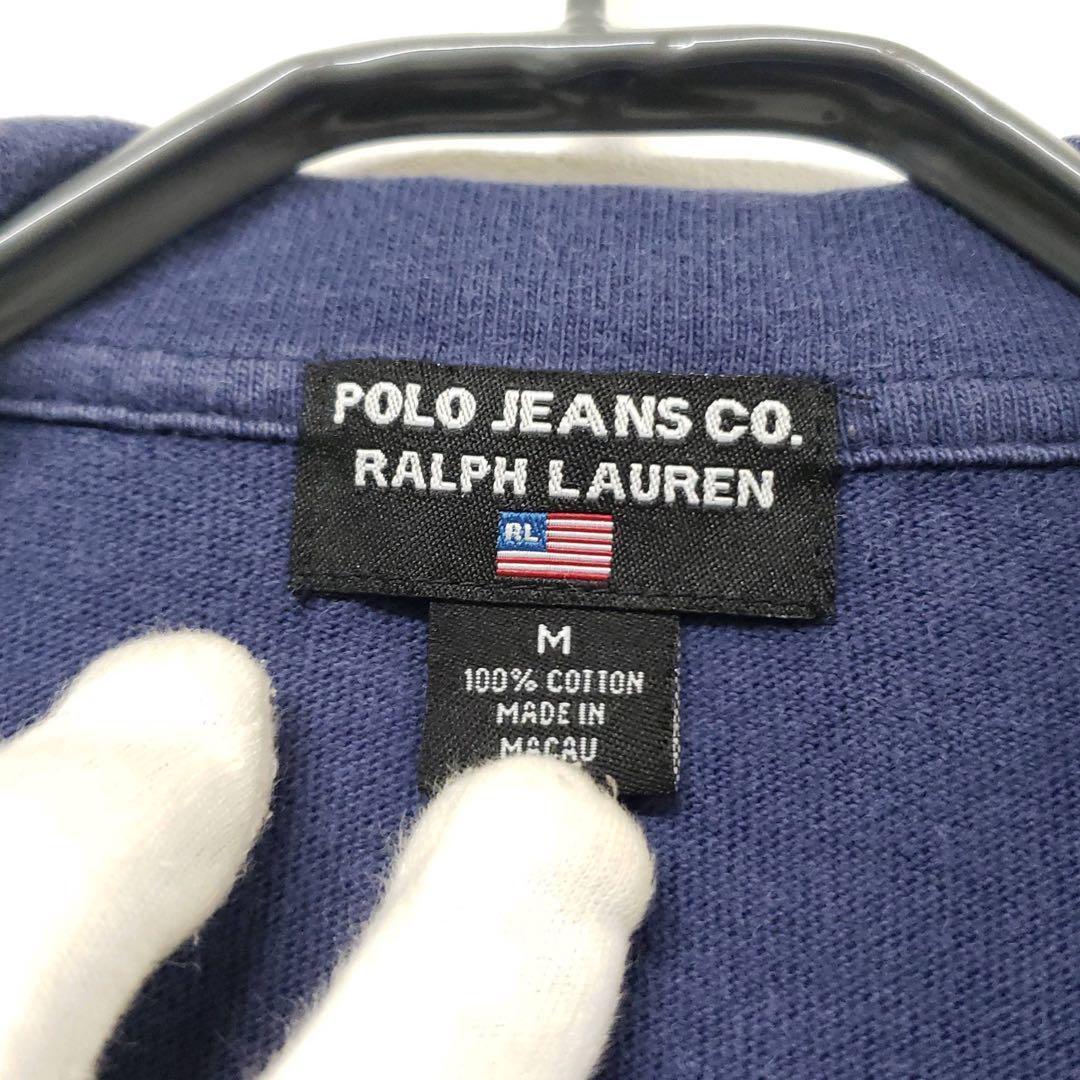 POLO JEANS CO.
RALPH LAUREN
RL
M
100% COTTON
MADE IN
MACAU